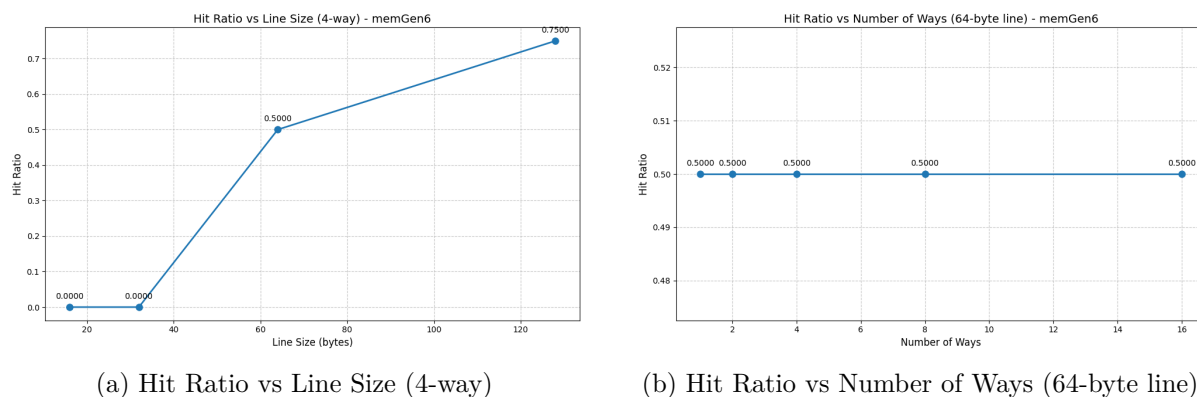 Hit Ratio vs Line Size (4-way) - memGen6
0.7500
0.7
0.6
0.5000
0.5
0.4
0.3
0.2
0.1
0.0000 0.0000
0.0
Hit Ratio
20 40 60 80 100 120
Line Size (bytes)
(a) Hit Ratio vs Line Size (4-way)
Hit Ratio vs Number of Ways (64-byte line) - memGen6
0.52
0.51
0.5000 0.5000 0.5000 0.5000 0.5000
0.50
0.49
0.48
Hit Ratio
2 4 6 8 10 12 14 16
Number of Ways
(b) Hit Ratio vs Number of Ways (64-byte line)